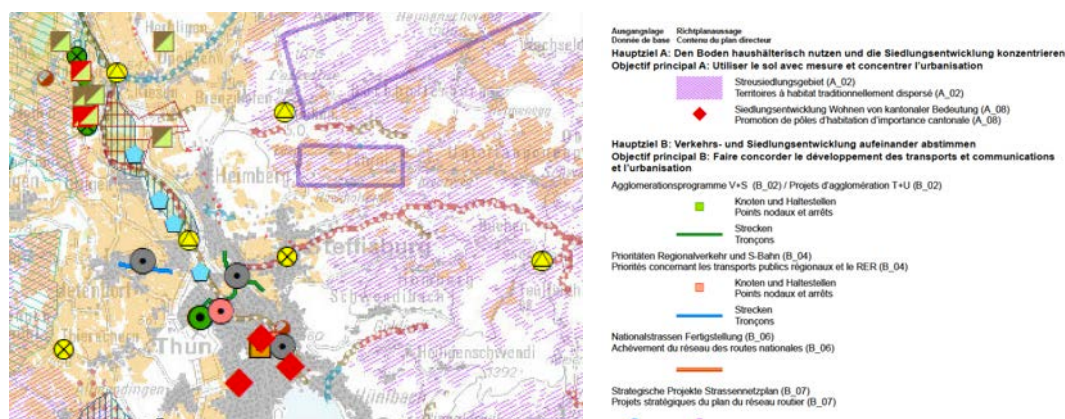 Heimberg
Steffisburg
Thun
Heiligenschwendi
Hünibach
Ausgangslage Richtplanaussage
Donnée de base Contenu du plan directeur
Hauptziel A: Den Boden haushälterisch nutzen und die Siedlungsentwicklung konzentrieren
Objectif principal A: Utiliser le sol avec mesure et concentrer l'urbanisation
Streusiedlungsgebiet (A_02)
Territoires à habitat traditionnellement dispersé (A_02)
Siedlungsentwicklung Wohnen von kantonaler Bedeutung (A_08)
Promotion de pôles d'habitation d'importance cantonale (A_08)
Hauptziel B: Verkehrs- und Siedlungsentwicklung aufeinander abstimmen
Objectif principal B: Faire concorder le développement des transports et communications
et l'urbanisation
Agglomerationsprogramme V+S (B_02) / Projets d'agglomération T+U (B_02)
Knoten und Haltestellen
Points nodaux et arrêts
Strecken
Tronçons
Prioritäten Regionalverkehr und S-Bahn (B_04)
Priorités concernant les transports publics régionaux et le RER (B_04)
Knoten und Haltestellen
Points nodaux et arrêts
Strecken
Tronçons
Nationalstrassen Fertigstellung (B_06)
Achèvement du réseau des routes nationales (B_06)
Strategische Projekte Strassennetzplan (B_07)
Projets stratégiques du plan du réseau routier (B_07)